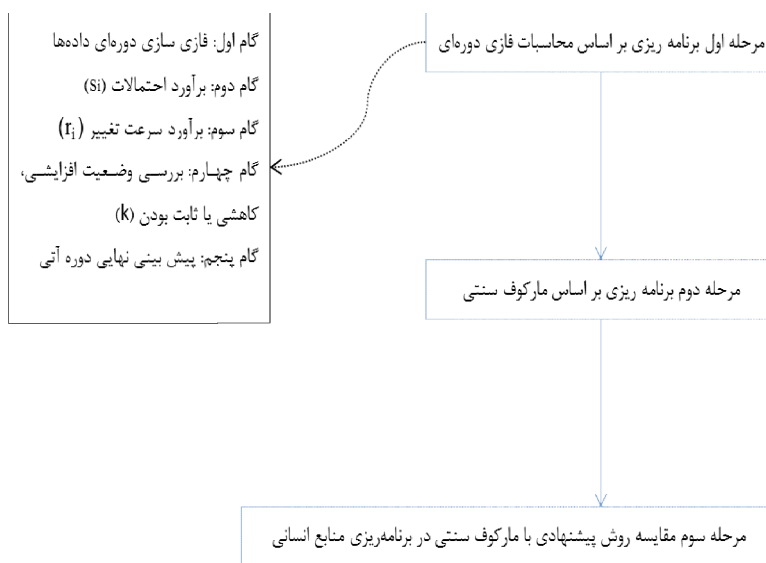 مرحله اول برنامه ریزی بر اساس محاسبات فازی دوره‌ای
گام اول: فازی سازی دوره‌ای داده‌ها
گام دوم: برآورد احتمالات (si)
گام سوم: برآورد سرعت تغییر (ri)
گام چهارم: بررسی وضعیت افزایشی،
کاهشی یا ثابت بودن (k)
گام پنجم: پیش بینی نهایی دوره آتی
مرحله دوم برنامه ریزی بر اساس مارکوف سنتی
مرحله سوم مقایسه روش پیشنهادی با مارکوف سنتی در برنامه‌ریزی منابع انسانی